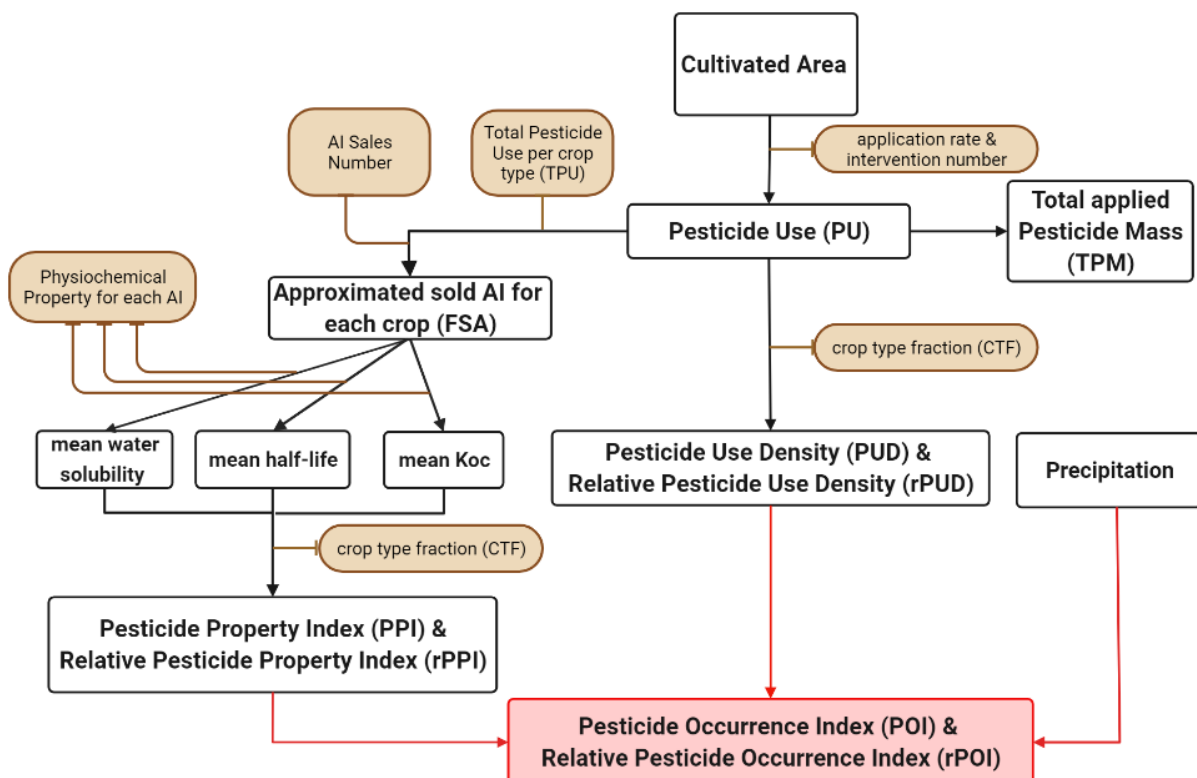 Cultivated Area
AI Sales
Number
Total Pesticide
Use per crop
type (TPU)
application rate &
intervention number
Pesticide Use (PU)
Total applied
Pesticide Mass
(TPM)
Physiochemical
Property for each AI
Approximated sold AI for
each crop (FSA)
crop type fraction (CTF)
mean water
solubility
mean half-life
mean Koc
Pesticide Use Density (PUD) &
Relative Pesticide Use Density (rPUD)
Precipitation
crop type fraction (CTF)
Pesticide Property Index (PPI) &
Relative Pesticide Property Index (rPPI)
Pesticide Occurrence Index (POI) &
Relative Pesticide Occurrence Index (rPOI)